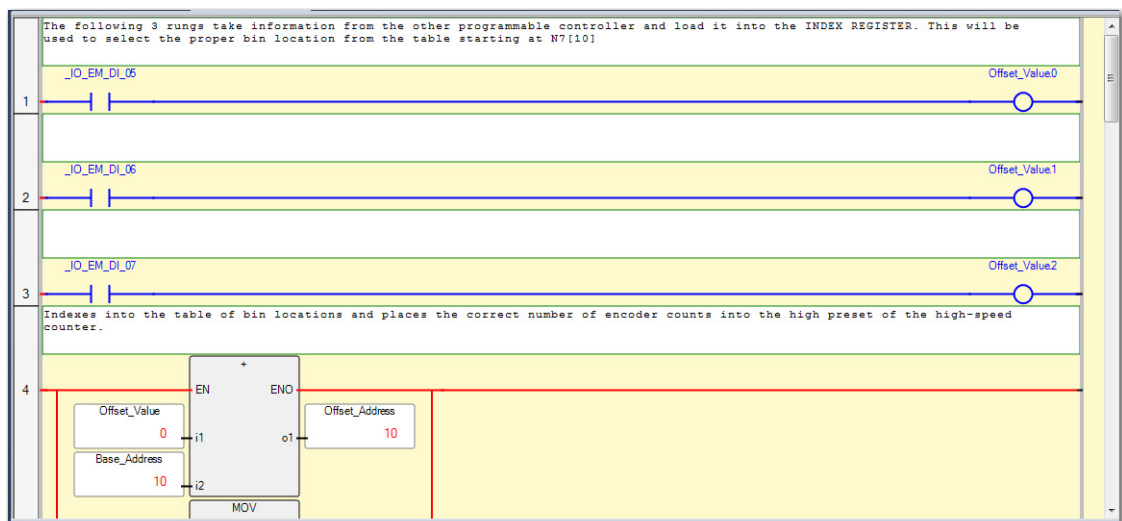 The following 3 rungs take information from the other programmable controller and load it into the INDEX REGISTER. This will be
used to select the proper bin location from the table starting at N7[10]
_IO_EM_DI_05 Offset_Value.0
1
_IO_EM_DI_06 Offset_Value.1
2
_IO_EM_DI_07 Offset_Value.2
3
Indexes into the table of bin locations and places the correct number of encoder counts into the high preset of the high-speed
counter.
+
4 EN ENO
Offset_Value Offset_Address
0 i1 o1 10
Base_Address
10 i2
MOV